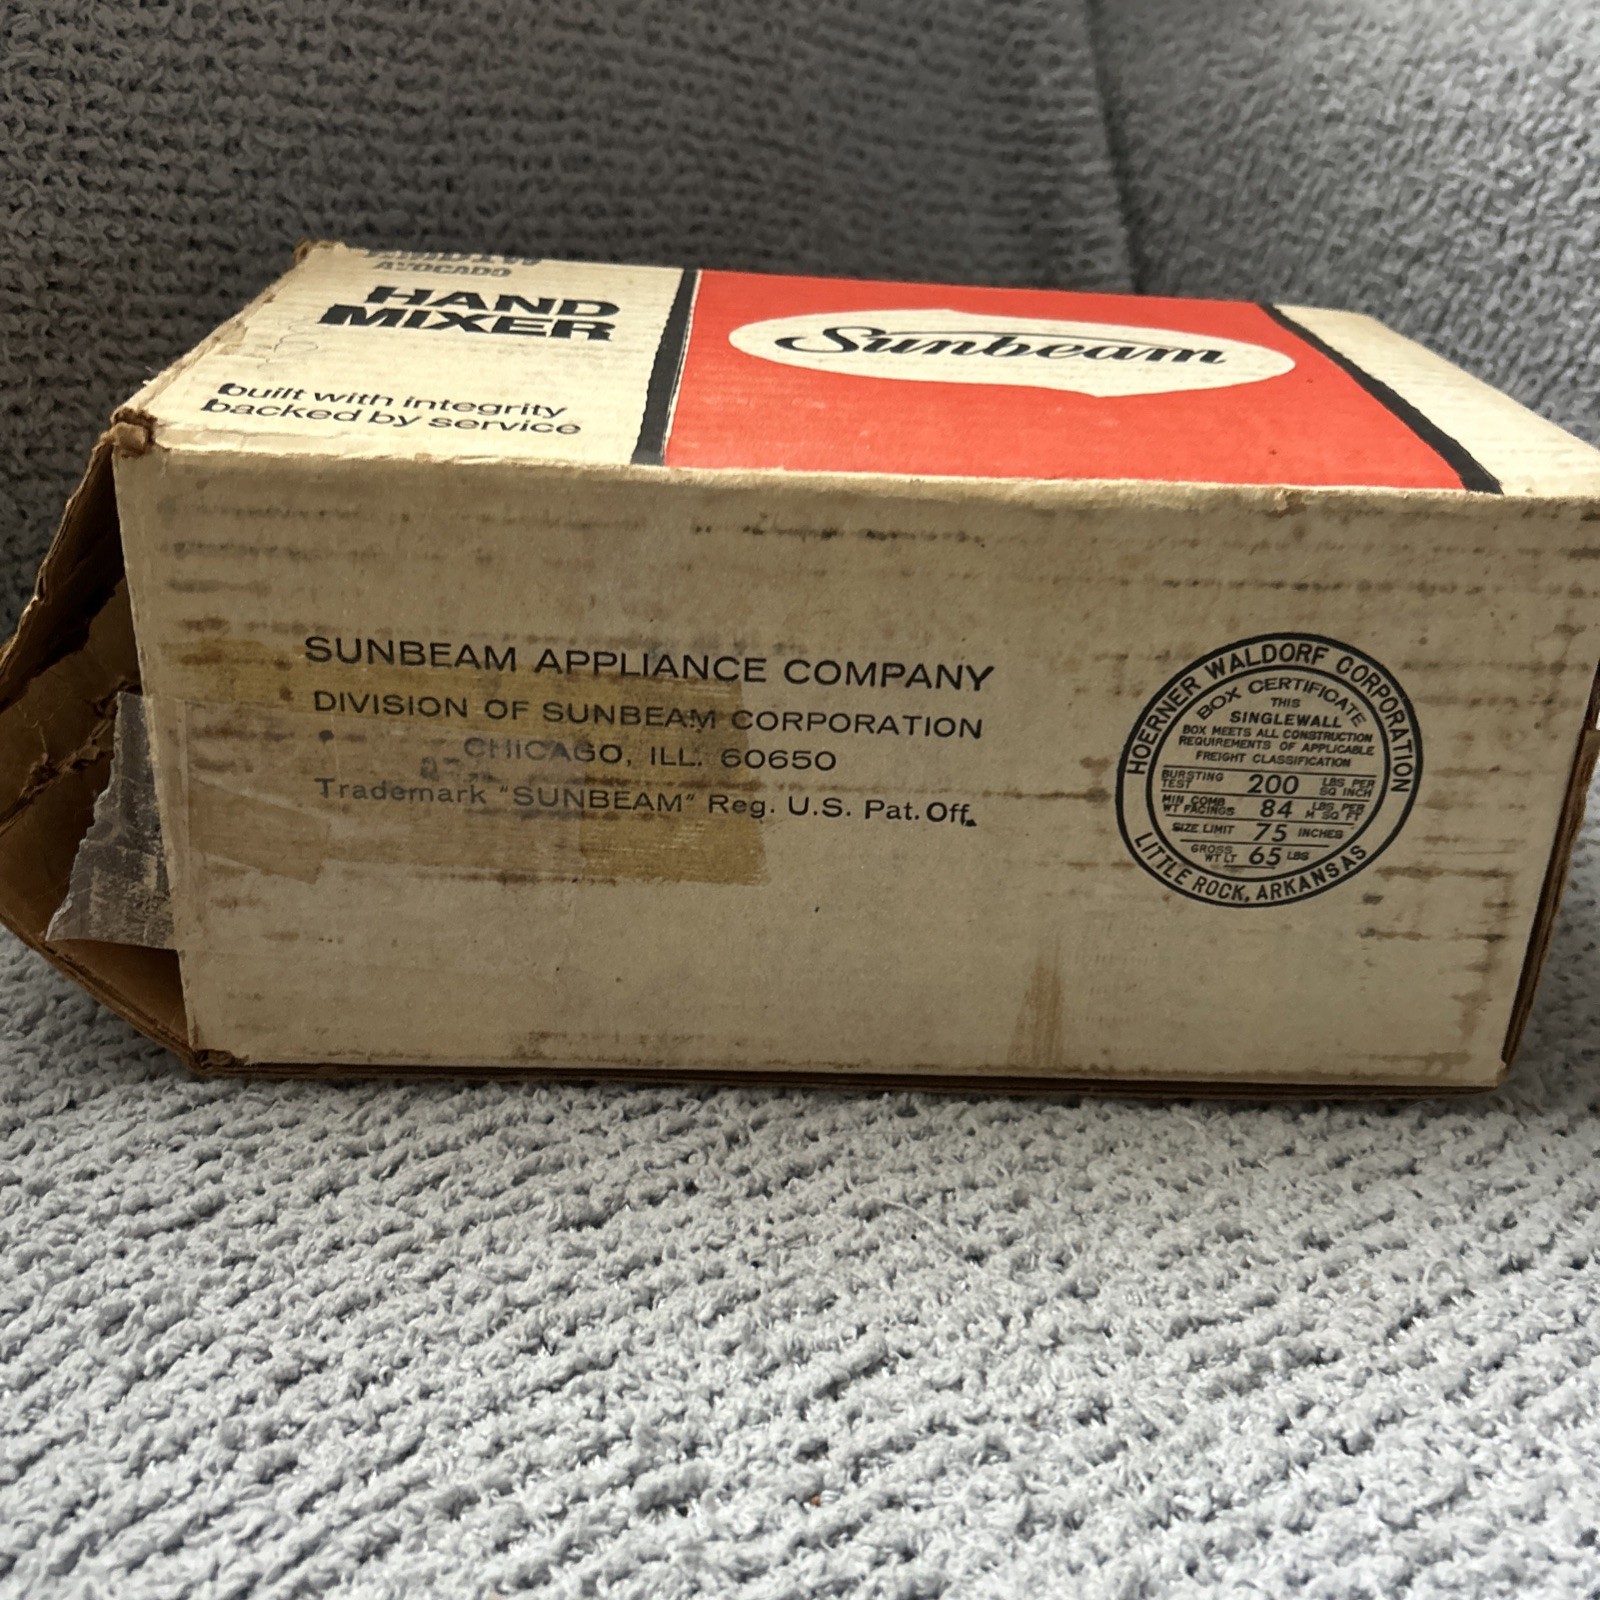 AVOCADO
HAND
MIXER
built with integrity
backed by service
Sunbeam
SUNBEAM APPLIANCE COMPANY
DIVISION OF SUNBEAM CORPORATION
CHICAGO, ILL. 60650
Trademark "SUNBEAM" Reg. U.S. Pat. Off.
HOERNER WALDORF CORPORATION
BOX CERTIFICATE
THIS
SINGLEWALL
BOX MEETS ALL CONSTRUCTION
REQUIREMENTS OF APPLICABLE
FREIGHT CLASSIFICATION
BURSTING TEST 200 LBS PER SQ INCH
MIN COMB WT FACINGS 84 LBS PER M SQ FT
SIZE LIMIT 75 INCHES
GROSS WT LT 65 LBS
LITTLE ROCK, ARKANSAS